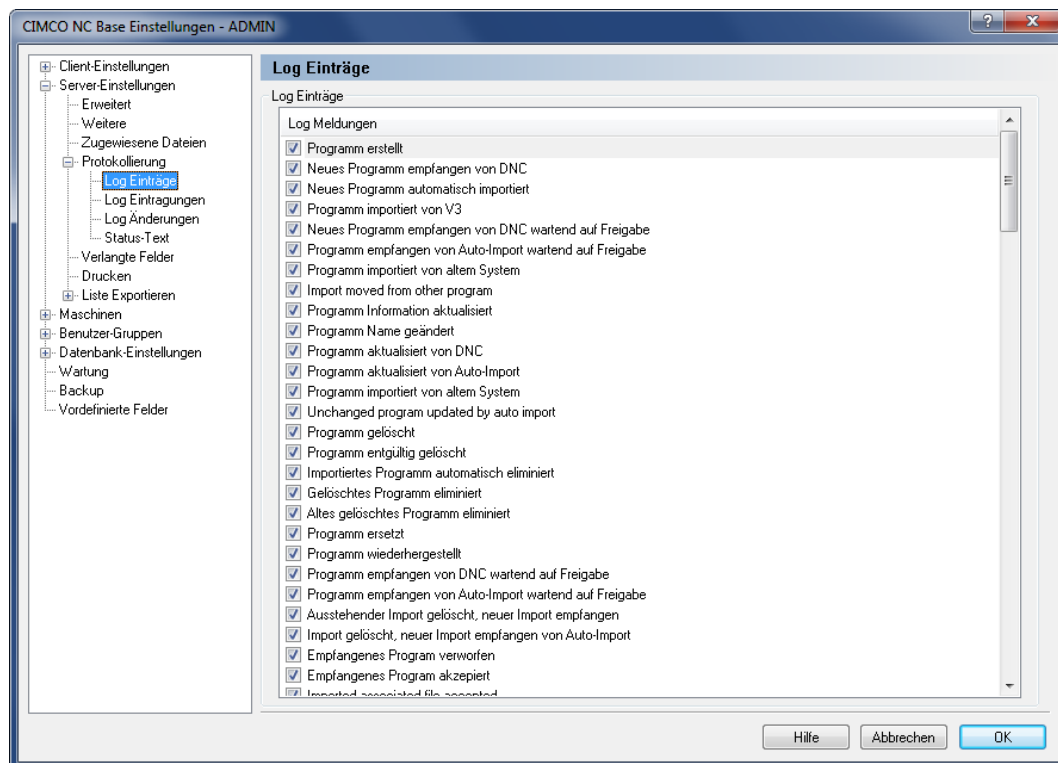 CIMCO NC Base Einstellungen - ADMIN
Client-Einstellungen
Server-Einstellungen
Erweitert
Weitere
Zugewiesene Dateien
Protokollierung
Log Einträge
Log Eintragungen
Log Änderungen
Status-Text
Verlangte Felder
Drucken
Liste Exportieren
Maschinen
Benutzer-Gruppen
Datenbank-Einstellungen
Wartung
Backup
Vordefinierte Felder
Log Einträge
Log Einträge
Log Meldungen
Programm erstellt
Neues Programm empfangen von DNC
Neues Programm automatisch importiert
Programm importiert von V3
Neues Programm empfangen von DNC wartend auf Freigabe
Programm empfangen von Auto-Import wartend auf Freigabe
Programm importiert von altem System
Import moved from other program
Programm Information aktualisiert
Programm Name geändert
Programm aktualisiert von DNC
Programm aktualisiert von Auto-Import
Programm importiert von altem System
Unchanged program updated by auto import
Programm gelöscht
Programm entgültig gelöscht
Importiertes Programm automatisch eliminiert
Gelöschtes Programm eliminiert
Altes gelöschtes Programm eliminiert
Programm ersetzt
Programm wiederhergestellt
Programm empfangen von DNC wartend auf Freigabe
Programm empfangen von Auto-Import wartend auf Freigabe
Ausstehender Import gelöscht, neuer Import empfangen
Import gelöscht, neuer Import empfangen von Auto-Import
Empfangenes Program verworfen
Empfangenes Program akzepiert
Imported associated file accepted
Hilfe
Abbrechen
OK